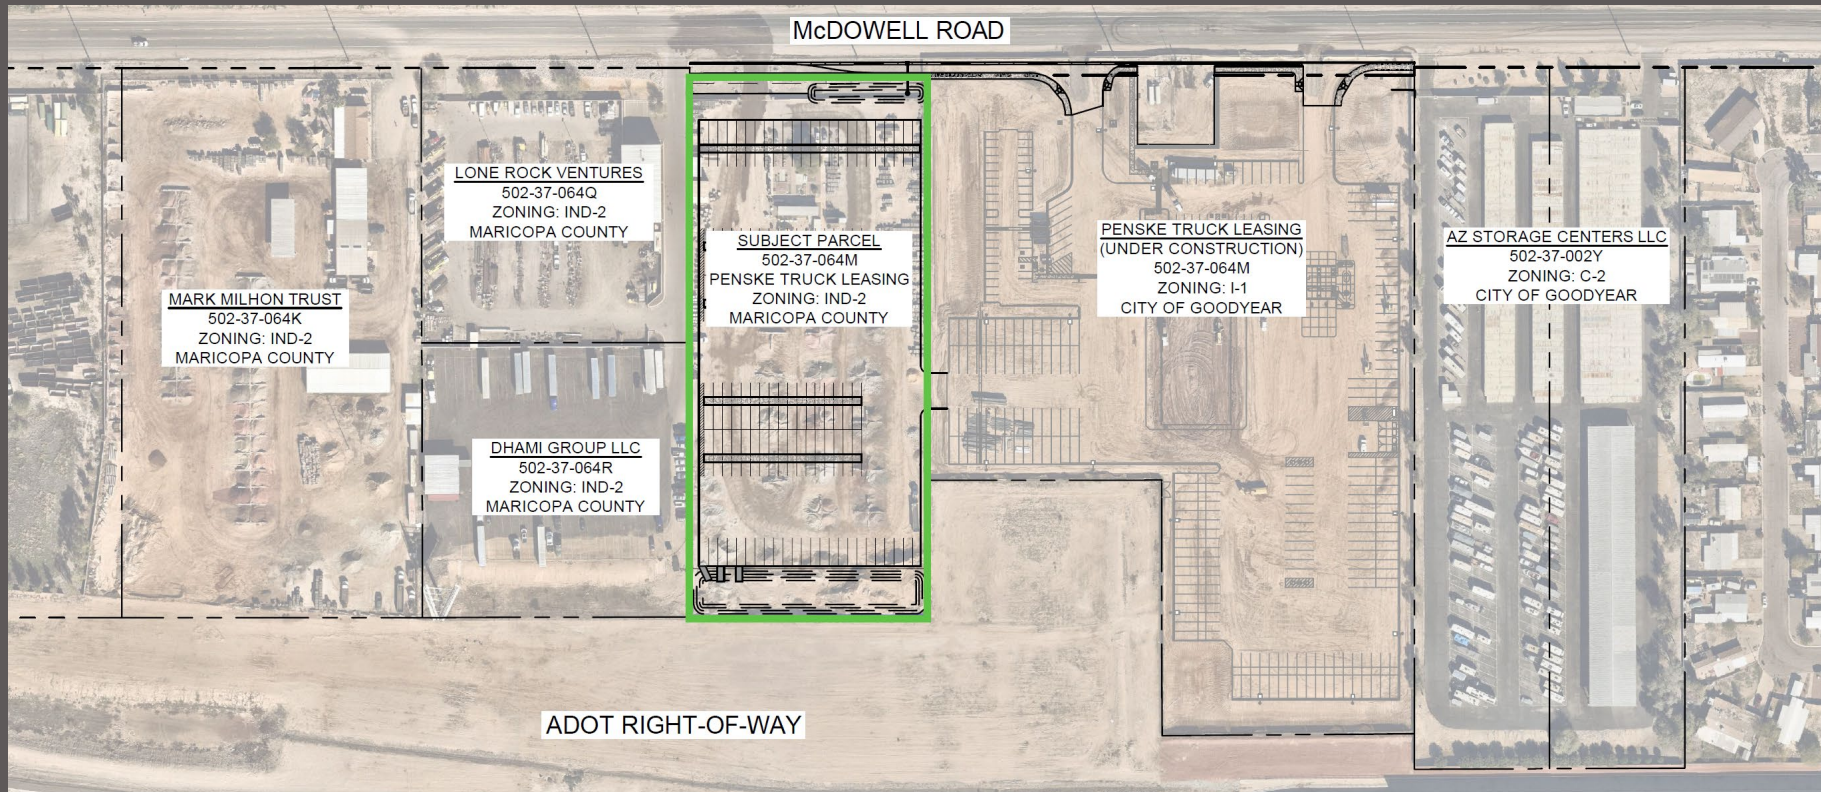 McDOWELL ROAD
LONE ROCK VENTURES
502-37-064Q
ZONING: IND-2
MARICOPA COUNTY
SUBJECT PARCEL
502-37-064M
PENSKE TRUCK LEASING
ZONING: IND-2
MARICOPA COUNTY
PENSKE TRUCK LEASING
(UNDER CONSTRUCTION)
502-37-064M
ZONING: I-1
CITY OF GOODYEAR
AZ STORAGE CENTERS LLC
502-37-002Y
ZONING: C-2
CITY OF GOODYEAR
MARK MILHON TRUST
502-37-064K
ZONING: IND-2
MARICOPA COUNTY
DHAMI GROUP LLC
502-37-064R
ZONING: IND-2
MARICOPA COUNTY
ADOT RIGHT-OF-WAY